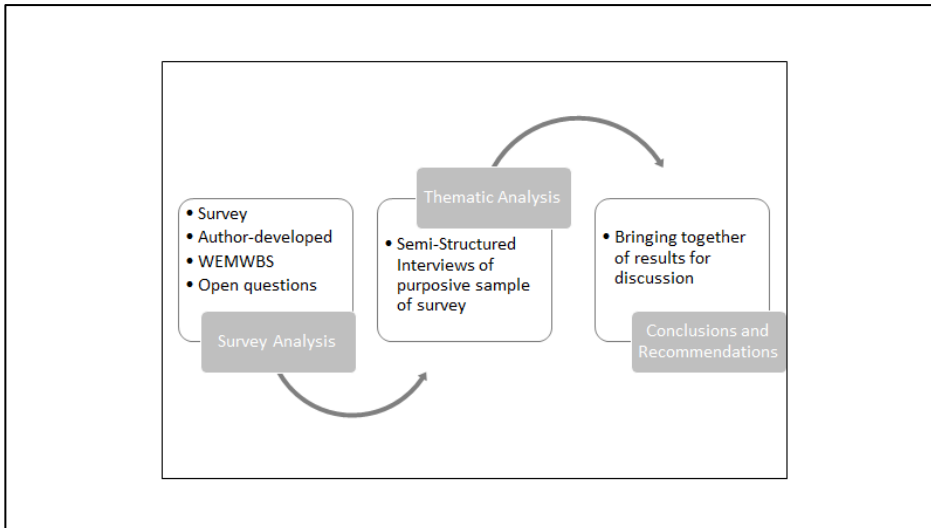 • Survey
• Author-developed
• WEMWBS
• Open questions
Survey Analysis
Thematic Analysis
• Semi-Structured
Interviews of
purposive sample
of survey
• Bringing together
of results for
discussion
Conclusions and
Recommendations